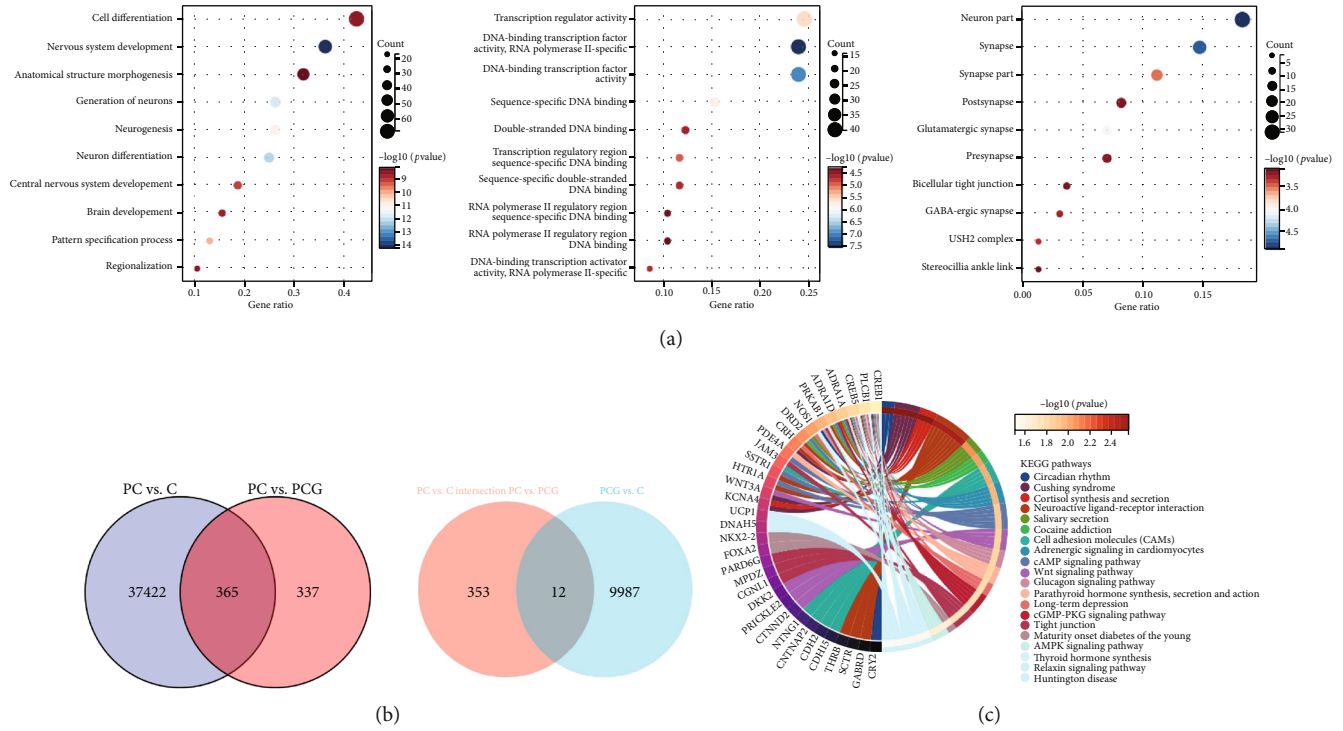 Cell differentiation
Nervous system development
Anatomical structure morphogenesis
Generation of neurons
Neurogenesis
Neuron differentiation
Central nervous system developement
Brain developement
Pattern specification process
Regionalization
0.1 0.2 0.3 0.4
Gene ratio
Count
20
30
40
50
60
–log10 (pvalue)
9
10
11
12
13
14
Transcription regulator activity
DNA-binding transcription factor
activity, RNA polymerase II-specific
DNA-binding transcription factor
activity
Sequence-specific DNA binding
Double-stranded DNA binding
Transcription regulatory region
sequence-specific DNA binding
Sequence-specific double-stranded
DNA binding
RNA polymerase II regulatory region
sequence-specific DNA binding
RNA polymerase II regulatory region
DNA binding
DNA-binding transcription activator
activity, RNA polymerase II-specific
0.10 0.15 0.20 0.25
Gene ratio
Count
15
20
25
30
35
40
–log10 (pvalue)
4.5
5.0
5.5
6.0
6.5
7.0
7.5
Neuron part
Synapse
Synapse part
Postsynapse
Glutamatergic synapse
Presynapse
Bicellular tight junction
GABA-ergic synapse
USH2 complex
Stereocillia ankle link
0.00 0.05 0.10 0.15
Gene ratio
Count
5
10
15
20
25
30
–log10 (pvalue)
3.5
4.0
4.5
(a)
PC vs. C
PC vs. PCG
37422
365
337
PC vs. C intersection PC vs. PCG
PCG vs. C
353
12
9987
(b)
CREB1
PLCB1
CREB5
ADRA1A
ADRA1D
PRKAB1
NOS1
DRD2
CRH
PDE4A
JAM3
SSTR1
HTR1A
WNT3A
KCNA4
UCP1
DNAH5
NKX2-2
FOXA2
PARD6G
MPDZ
CGNL1
DKK2
PRICKLE2
CTNND2
NTNG1
CNTNAP2
CDH2
CDH15
THRB
SCTR
GABRD
CRY2
–log10 (pvalue)
1.6 1.8 2.0 2.2 2.4
KEGG pathways
Circadian rhythm
Cushing syndrome
Cortisol synthesis and secretion
Neuroactive ligand-receptor interaction
Salivary secretion
Cocaine addiction
Cell adhesion molecules (CAMs)
Adrenergic signaling in cardiomyocytes
cAMP signaling pathway
Wnt signaling pathway
Glucagon signaling pathway
Parathyroid hormone synthesis, secretion and action
Long-term depression
cGMP-PKG signaling pathway
Tight junction
Maturity onset diabetes of the young
AMPK signaling pathway
Thyroid hormone synthesis
Relaxin signaling pathway
Huntington disease
(c)